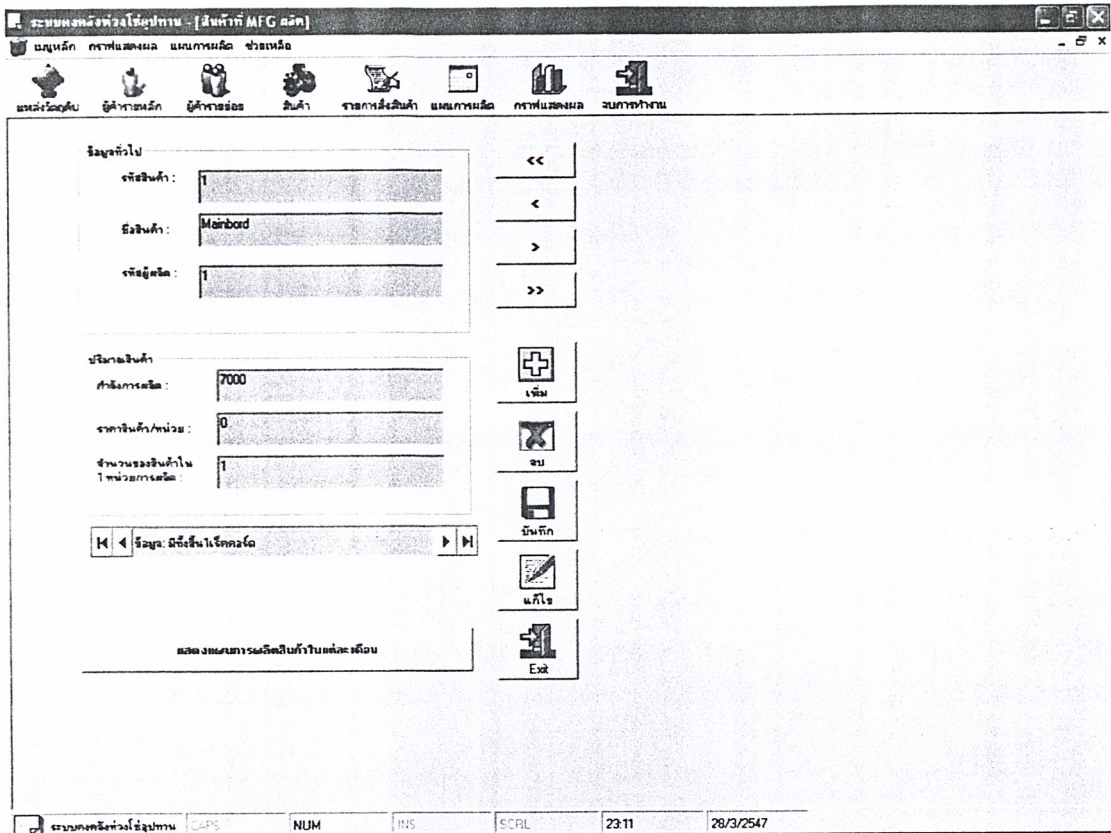 ระบบคงคลังห่วงโซ่อุปทาน - [สินค้าที่ MFG ผลิต]
เมนูหลัก กราฟแสดงผล แผนการผลิต ช่วยเหลือ
แหล่งวัตถุดิบ ผู้ค้ารายหลัก ผู้ค้ารายย่อย สินค้า รายการส่งสินค้า แผนการผลิต กราฟแสดงผล จบการทำงาน
ข้อมูลทั่วไป
รหัสสินค้า : 1
ชื่อสินค้า : Mainbord
รหัสผู้ผลิต : 1
<<
<
>
>>
ปริมาณสินค้า
กำลังการผลิต : 7000
ราคาสินค้า/หน่วย : 0
จำนวนของสินค้าใน
1 หน่วยการผลิต : 1
ข้อมูล: มีทั้งสิ้น1เร็คคอร์ด
แสดงแผนการผลิตสินค้าในแต่ละเดือน
เพิ่ม
ลบ
บันทึก
แก้ไข
Exit
ระบบคงคลังห่วงโซ่อุปทาน CAPS NUM INS SCRL 23:11 28/3/2547